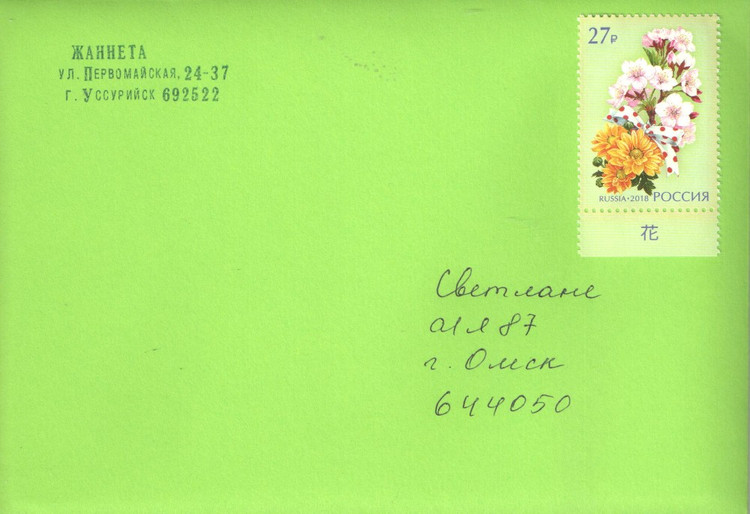 ЖАННЕТА
УЛ. ПЕРВОМАЙСКАЯ, 24-37
Г. УССУРИЙСК 692522
27₽
RUSSIA•2018 РОССИЯ
花
Светлане
а/я 87
г. Омск
644050